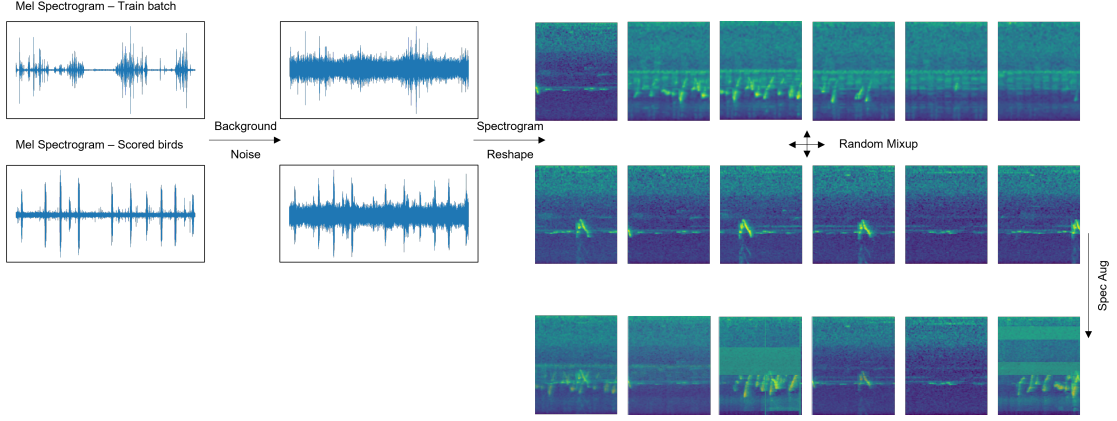 Mel Spectrogram – Train batch
Background
Noise
Spectrogram
Reshape
Random Mixup
Mel Spectrogram – Scored birds
Spec Aug